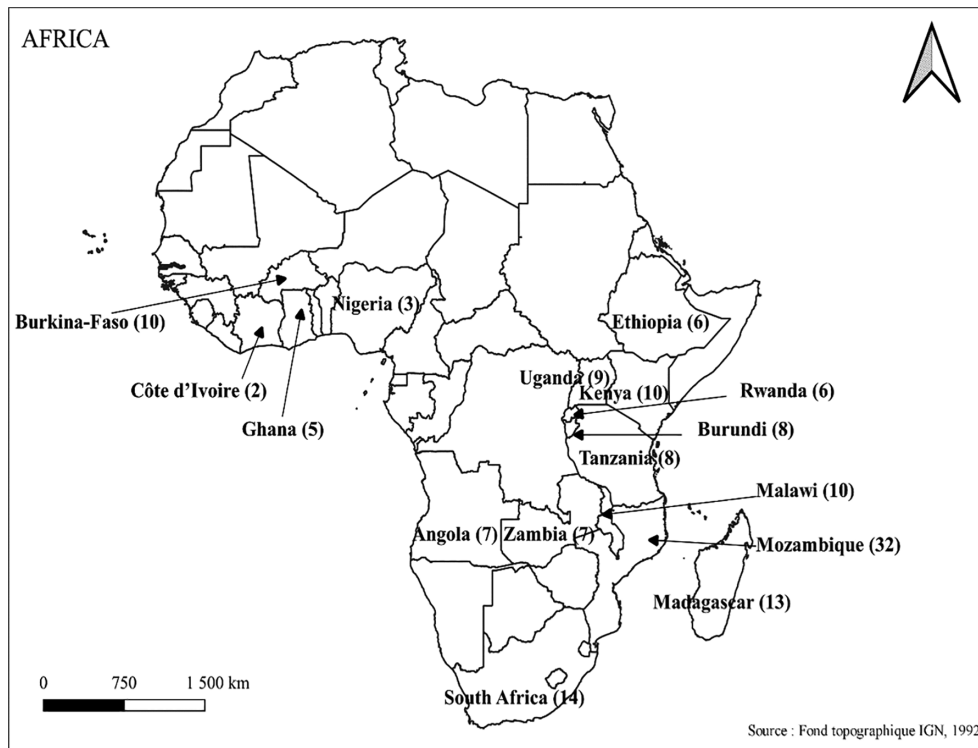 AFRICA
Nigeria (3)
Burkina-Faso (10)
Ethiopia (6)
Côte d’Ivoire (2)
Uganda (9)
Kenya (10)
Rwanda (6)
Ghana (5)
Burundi (8)
Tanzania (8)
Malawi (10)
Angola (7)
Zambia (7)
Mozambique (32)
Madagascar (13)
0 750 1 500 km
South Africa (14)
Source : Fond topographique IGN, 1992